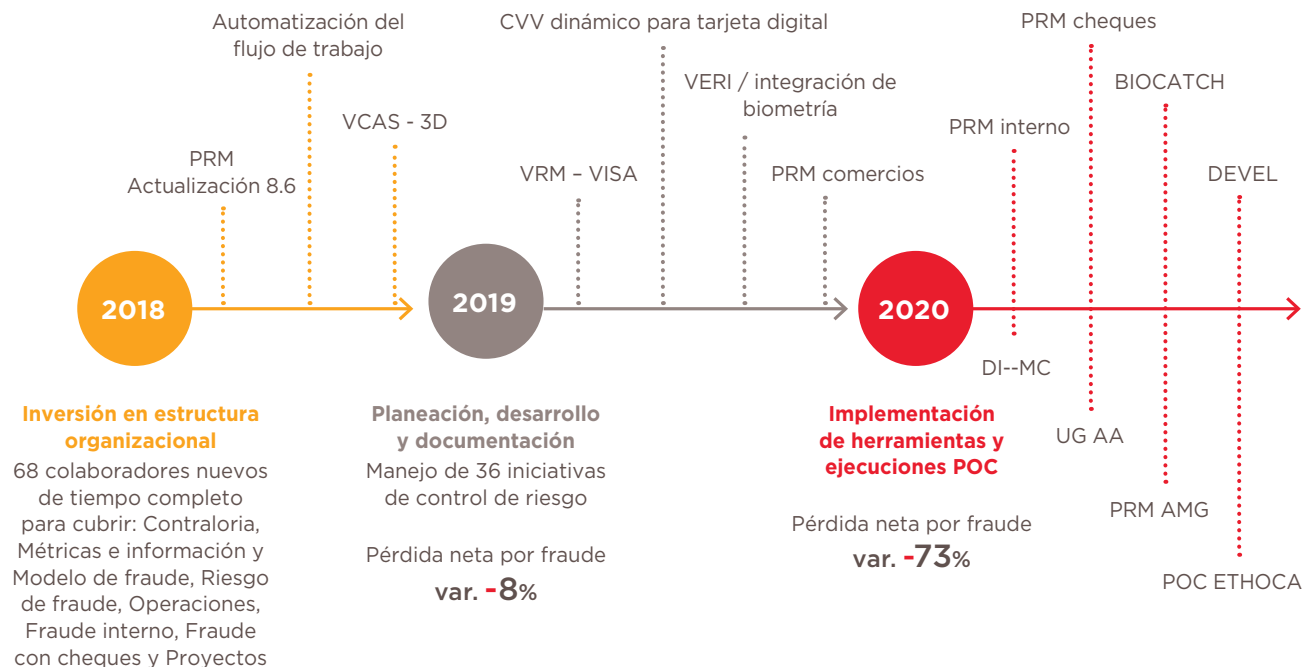 Automatización del
flujo de trabajo
PRM
Actualización 8.6
VCAS - 3D
2018
Inversión en estructura
organizacional
68 colaboradores nuevos
de tiempo completo
para cubrir: Contraloria,
Métricas e información y
Modelo de fraude, Riesgo
de fraude, Operaciones,
Fraude interno, Fraude
con cheques y Proyectos
CVV dinámico para tarjeta digital
VERI / integración de
biometría
VRM – VISA
PRM comercios
2019
Planeación, desarrollo
y documentación
Manejo de 36 iniciativas
de control de riesgo
Pérdida neta por fraude
var. -8%
PRM cheques
BIOCATCH
PRM interno
DEVEL
2020
DI--MC
UG AA
PRM AMG
POC ETHOCA
Implementación
de herramientas y
ejecuciones POC
Pérdida neta por fraude
var. -73%